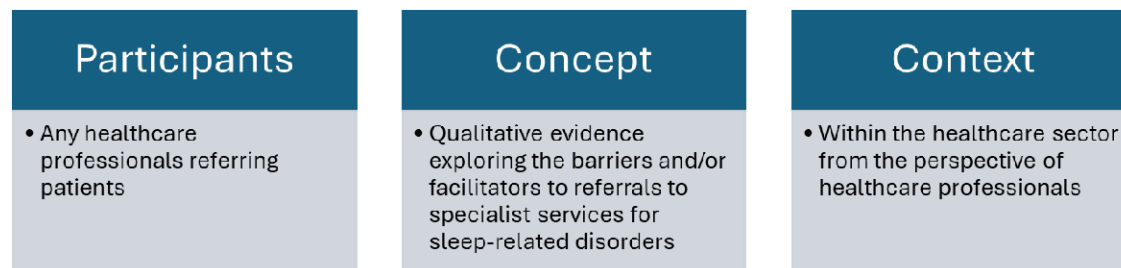 Participants
• Any healthcare
professionals referring
patients
Concept
• Qualitative evidence
exploring the barriers and/or
facilitators to referrals to
specialist services for
sleep-related disorders
Context
• Within the healthcare sector
from the perspective of
healthcare professionals